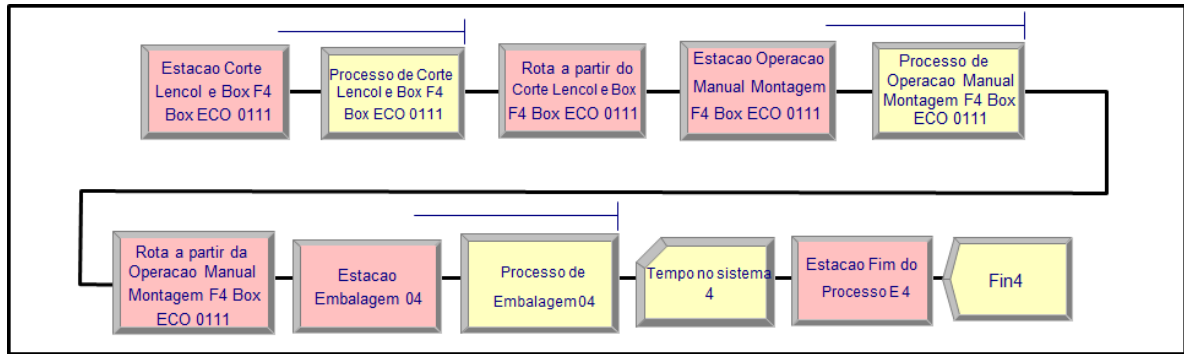 Estacao Corte
Lencol e Box F4
Box ECO 0111
Processo de Corte
Lencol e Box F4
Box ECO 0111
Rota a partir do
Corte Lencol e Box
F4 Box ECO 0111
Estacao Operacao
Manual Montagem
F4 Box ECO 0111
Processo de
Operacao Manual
Montagem F4 Box
ECO 0111
Rota a partir da
Operacao Manual
Montagem F4 Box
ECO 0111
Estacao
Embalagem 04
Processo de
Embalagem 04
Tempo no sistema
4
Estacao Fim do
Processo E 4
Fin4